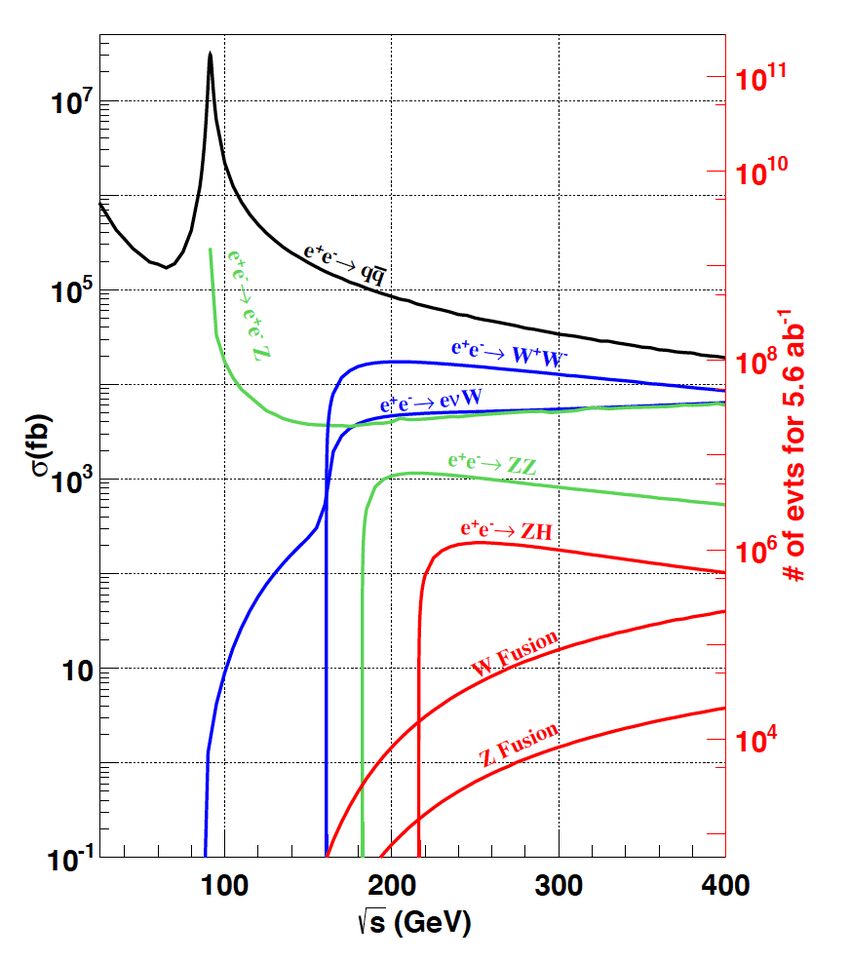 10^11
10^7
10^10
e⁺e⁻→ e⁺e⁻Z
e⁺e⁻→ qq̅
10^5
10^8
e⁺e⁻→ W⁺W⁻
e⁺e⁻→ eνW
σ(fb)
# of evts for 5.6 ab^-1
e⁺e⁻→ ZZ
10^3
e⁺e⁻→ ZH
10^6
W Fusion
10
Z Fusion
10^4
10^-1
100 200 300 400
√s (GeV)